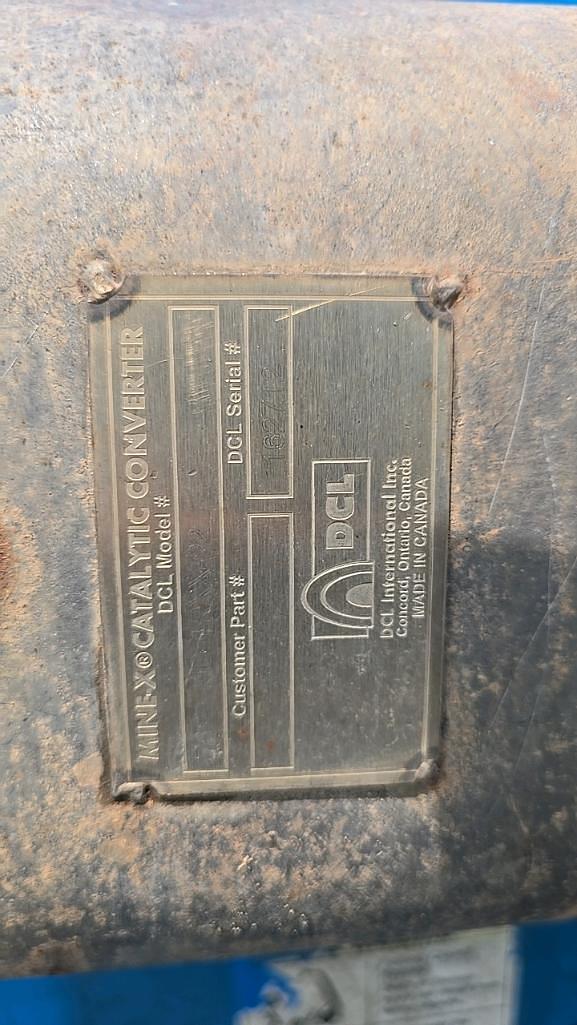 MINE-X® CATALYTIC CONVERTER
DCL Model #
Customer Part # DCL Serial #
DCL
DCL International Inc.
Concord, Ontario, Canada
MADE IN CANADA